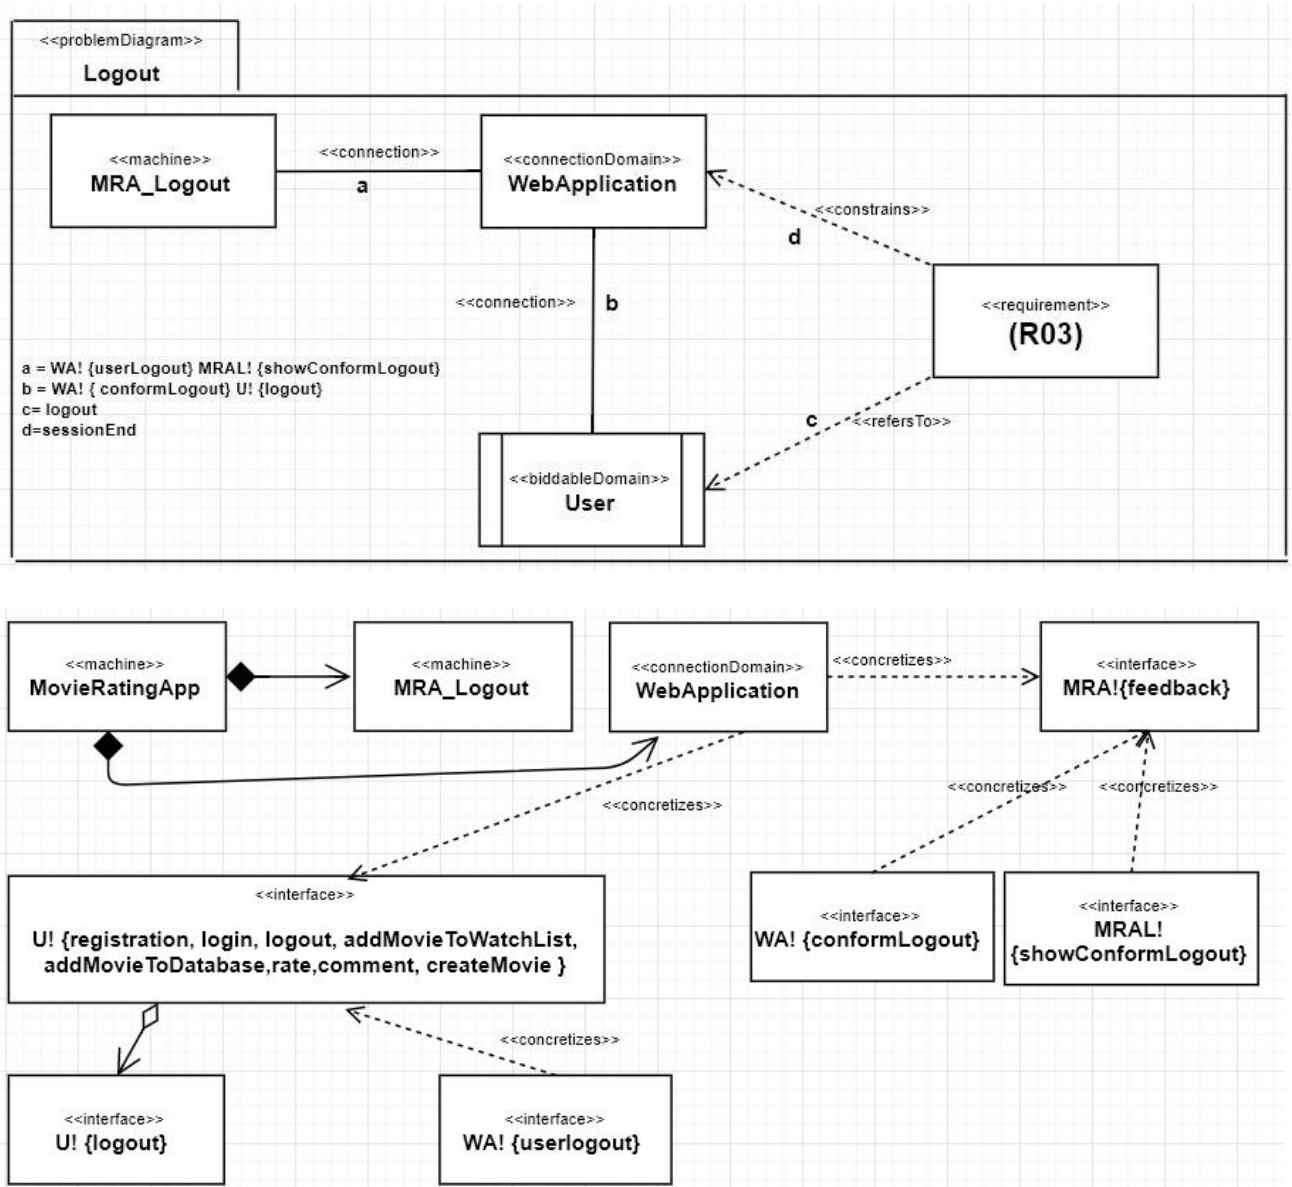 <<problemDiagram>>
Logout
<<machine>>
MRA_Logout
<<connection>>
a
<<connectionDomain>>
WebApplication
<<constrains>>
d
<<connection>>
b
<<requirement>>
(R03)
a = WA! {userLogout} MRAL! {showConformLogout}
b = WA! { conformLogout} U! {logout}
c= logout
d=sessionEnd
c
<<refersTo>>
<<biddableDomain>>
User
<<machine>>
MovieRatingApp
<<machine>>
MRA_Logout
<<connectionDomain>>
WebApplication
<<concretizes>>
<<interface>>
MRA!{feedback}
<<concretizes>>
<<concretizes>>
<<concretizes>>
<<interface>>
U! {registration, login, logout, addMovieToWatchList,
addMovieToDatabase,rate,comment, createMovie }
<<interface>>
WA! {conformLogout}
<<interface>>
MRAL!
{showConformLogout}
<<concretizes>>
<<interface>>
U! {logout}
<<interface>>
WA! {userlogout}